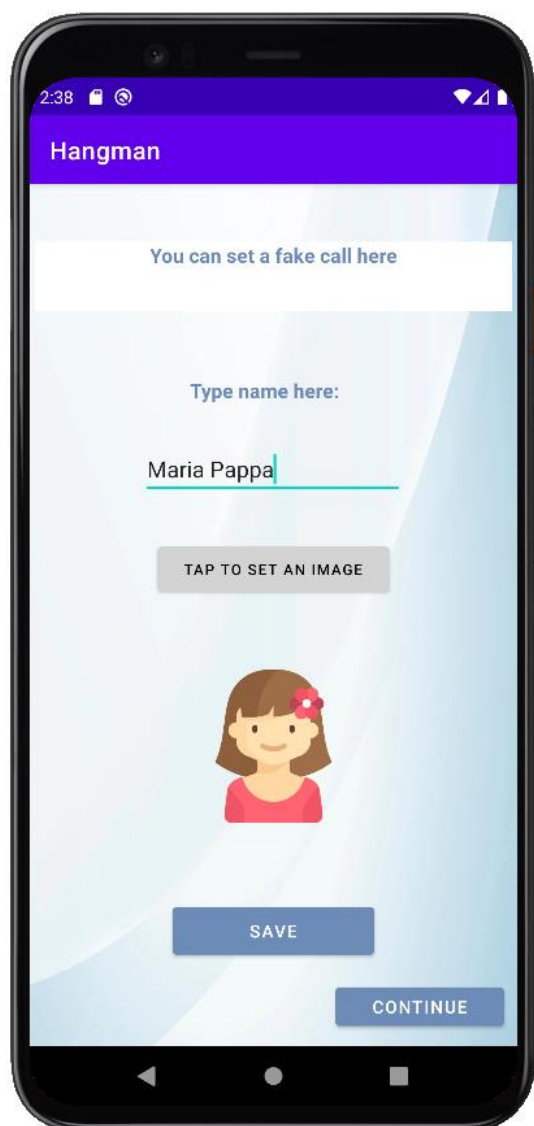 2:38
Hangman
You can set a fake call here
Type name here:
Maria Pappa
TAP TO SET AN IMAGE
SAVE
CONTINUE